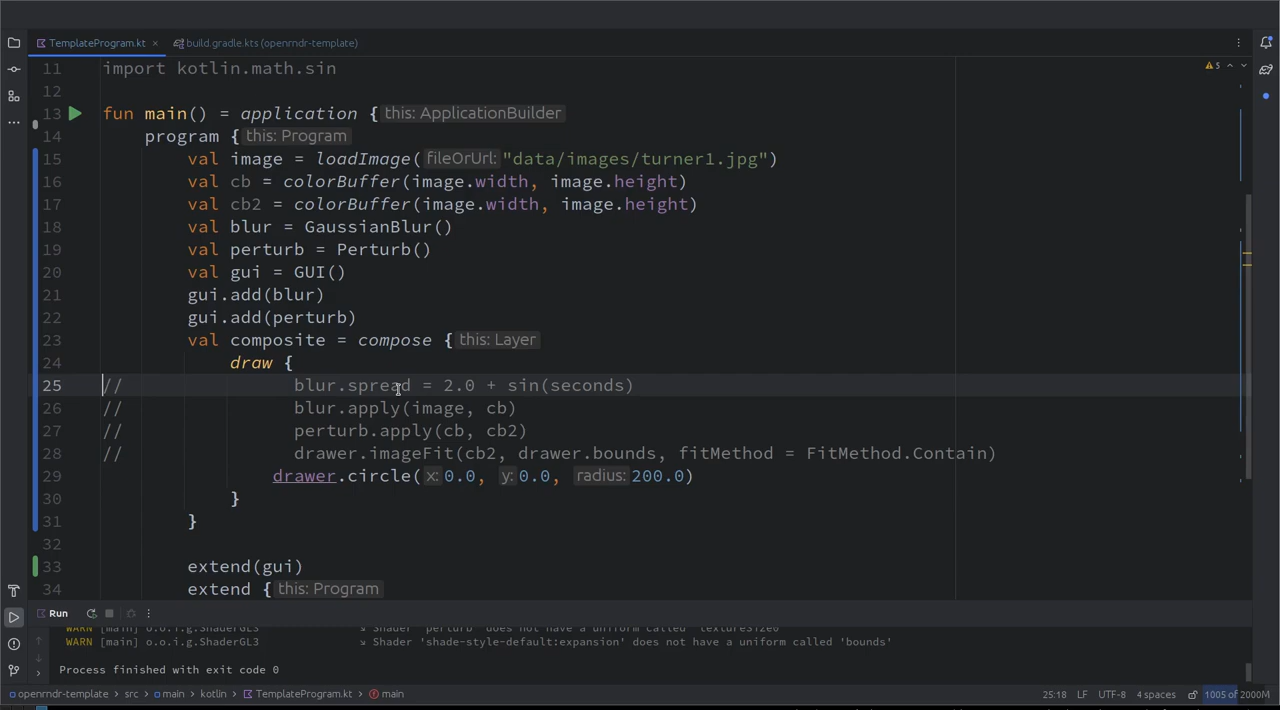 TemplateProgram.kt × build.gradle.kts (openrndr-template)
11 import kotlin.math.sin
5
12
13 fun main() = application { this: ApplicationBuilder
14 program { this: Program
15 val image = loadImage( fileOrUrl: "data/images/turner1.jpg")
16 val cb = colorBuffer(image.width, image.height)
17 val cb2 = colorBuffer(image.width, image.height)
18 val blur = GaussianBlur()
19 val perturb = Perturb()
20 val gui = GUI()
21 gui.add(blur)
22 gui.add(perturb)
23 val composite = compose { this: Layer
24 draw {
25 // blur.spread = 2.0 + sin(seconds)
26 // blur.apply(image, cb)
27 // perturb.apply(cb, cb2)
28 // drawer.imageFit(cb2, drawer.bounds, fitMethod = FitMethod.Contain)
29 drawer.circle( x: 0.0, y: 0.0, radius: 200.0)
30 }
31 }
32
33 extend(gui)
34 extend { this: Program
Run
WARN [main] o.o.i.g.ShaderGL3 ↘ Shader 'perturb' does not have a uniform called 'textureSize0'
WARN [main] o.o.i.g.ShaderGL3 ↘ Shader 'shade-style-default:expansion' does not have a uniform called 'bounds'
Process finished with exit code 0
openrndr-template > src > main > kotlin > TemplateProgram.kt > main 25:18 LF UTF-8 4 spaces 1005 of 2000M